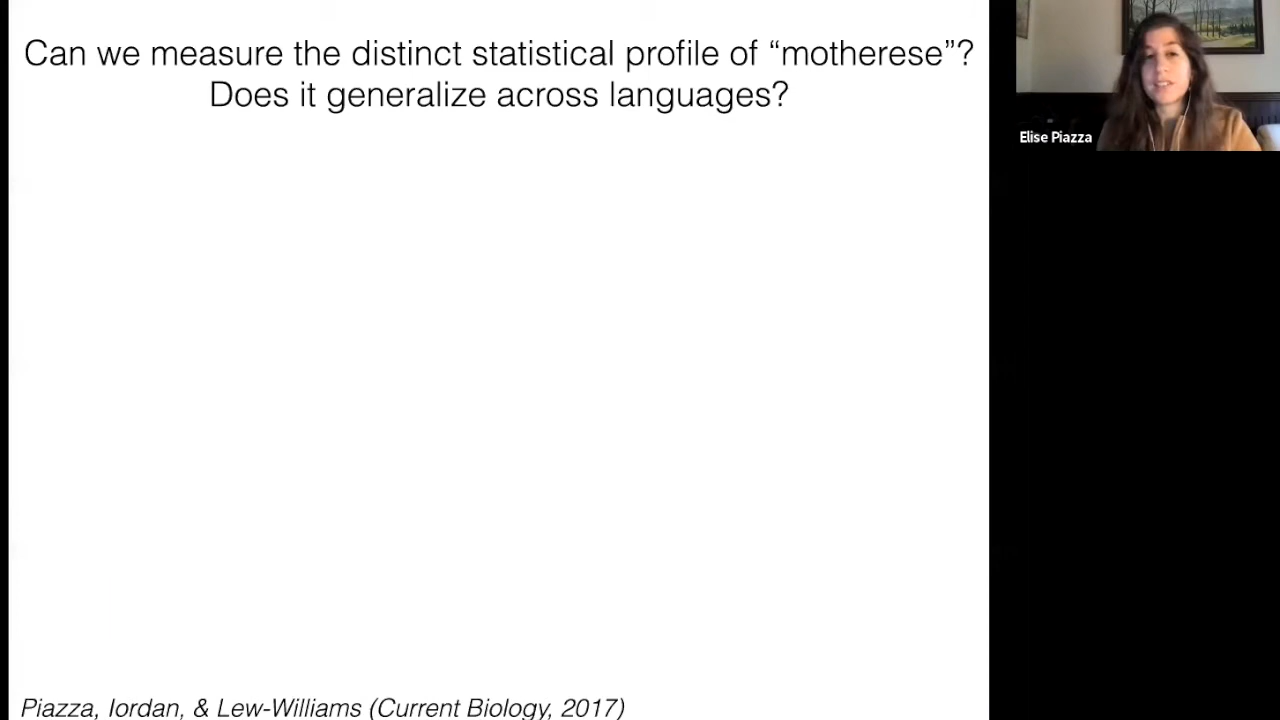 Can we measure the distinct statistical profile of “motherese”?
Does it generalize across languages?
Elise Piazza
Piazza, Iordan, & Lew-Williams (Current Biology, 2017)